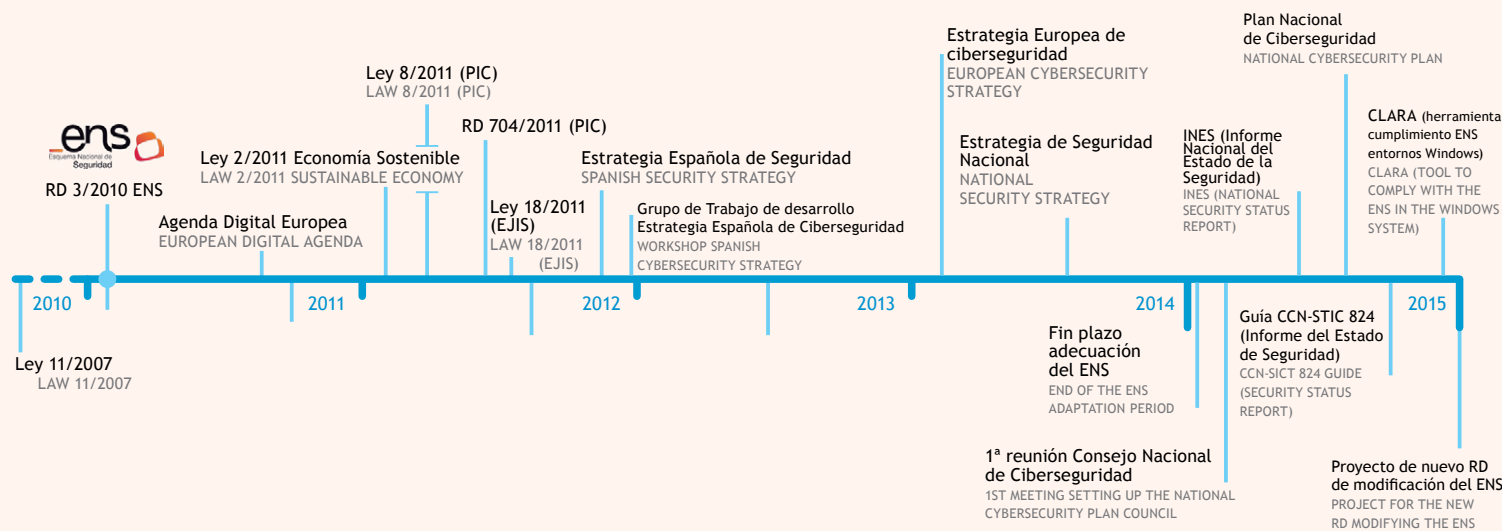 ens
Esquema Nacional de
Seguridad
RD 3/2010 ENS
Agenda Digital Europea
EUROPEAN DIGITAL AGENDA
Ley 2/2011 Economía Sostenible
LAW 2/2011 SUSTAINABLE ECONOMY
Ley 8/2011 (PIC)
LAW 8/2011 (PIC)
RD 704/2011 (PIC)
Ley 18/2011
(EJIS)
LAW 18/2011
(EJIS)
Estrategia Española de Seguridad
SPANISH SECURITY STRATEGY
Grupo de Trabajo de desarrollo
Estrategia Española de Ciberseguridad
WORKSHOP SPANISH
CYBERSECURITY STRATEGY
Estrategia Europea de
ciberseguridad
EUROPEAN CYBERSECURITY
STRATEGY
Estrategia de Seguridad
Nacional
NATIONAL
SECURITY STRATEGY
INES (Informe
Nacional del
Estado de la
Seguridad)
INES (NATIONAL
SECURITY STATUS
REPORT)
Plan Nacional
de Ciberseguridad
NATIONAL CYBERSECURITY PLAN
CLARA (herramienta
cumplimiento ENS
entornos Windows)
CLARA (TOOL TO
COMPLY WITH THE
ENS IN THE WINDOWS
SYSTEM)
2010
2011
2012
2013
2014
2015
Ley 11/2007
LAW 11/2007
Fin plazo
adecuación
del ENS
END OF THE ENS
ADAPTATION PERIOD
1ª reunión Consejo Nacional
de Ciberseguridad
1ST MEETING SETTING UP THE NATIONAL
CYBERSECURITY PLAN COUNCIL
Guía CCN-STIC 824
(Informe del Estado
de Seguridad)
CCN-SICT 824 GUIDE
(SECURITY STATUS
REPORT)
Proyecto de nuevo RD
de modificación del ENS
PROJECT FOR THE NEW
RD MODIFYING THE ENS